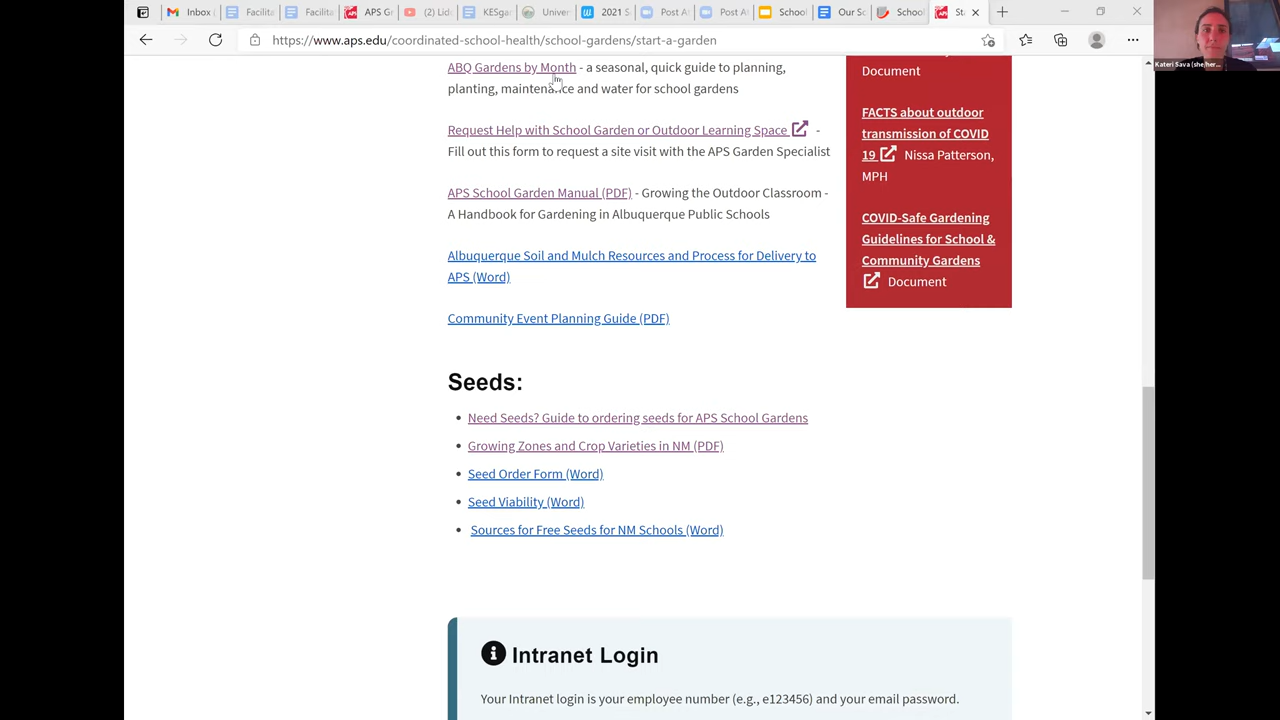 Inbox
Facilita
Facilita
APS G
(2) Lid
KESga
Univer
2021 S
Post A
Post A
School
Our Sc
School
Sta
https://www.aps.edu/coordinated-school-health/school-gardens/start-a-garden
Kateri Sava (she/her...
ABQ Gardens by Month - a seasonal, quick guide to planning,
planting, maintenance and water for school gardens
Request Help with School Garden or Outdoor Learning Space -
Fill out this form to request a site visit with the APS Garden Specialist
APS School Garden Manual (PDF) - Growing the Outdoor Classroom -
A Handbook for Gardening in Albuquerque Public Schools
Albuquerque Soil and Mulch Resources and Process for Delivery to
APS (Word)
Community Event Planning Guide (PDF)
Document
FACTS about outdoor
transmission of COVID
19 Nissa Patterson,
MPH
COVID-Safe Gardening
Guidelines for School &
Community Gardens
Document
Seeds:
Need Seeds? Guide to ordering seeds for APS School Gardens
Growing Zones and Crop Varieties in NM (PDF)
Seed Order Form (Word)
Seed Viability (Word)
Sources for Free Seeds for NM Schools (Word)
Intranet Login
Your Intranet login is your employee number (e.g., e123456) and your email password.